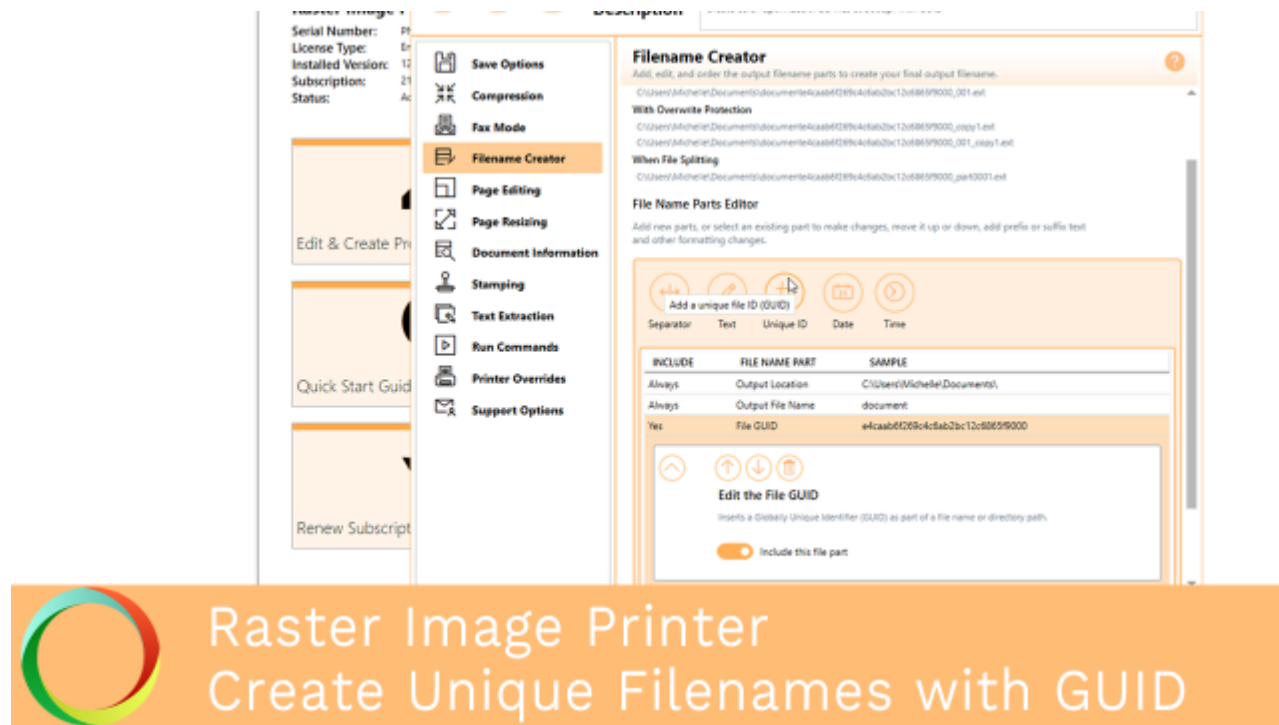 Raster Image P
Description
Serial Number:
License Type:
Installed Version: 12
Subscription: 21
Status:
Edit & Create Pr
Quick Start Guid
Renew Subscript
Save Options
Compression
Fax Mode
Filename Creator
Page Editing
Page Resizing
Document Information
Stamping
Text Extraction
Run Commands
Printer Overrides
Support Options
Filename Creator
Add, edit, and order the output filename parts to create your final output filename.
With Overwrite Protection
When File Splitting
File Name Parts Editor
Add new parts, or select an existing part to make changes, move it up or down, add prefix or suffix text
and other formatting changes.
Add a unique file ID (GUID)
Separator Text Unique ID Date Time
INCLUDE FILE NAME PART SAMPLE
Always Output Location C:\Users\Michelle\Documents\
Always Output File Name document
Yes File GUID e4caab6f269c4c6ab2bc12c6865f9000
Edit the File GUID
Inserts a Globally Unique Identifier (GUID) as part of a file name or directory path.
Include this file part
Raster Image Printer
Create Unique Filenames with GUID